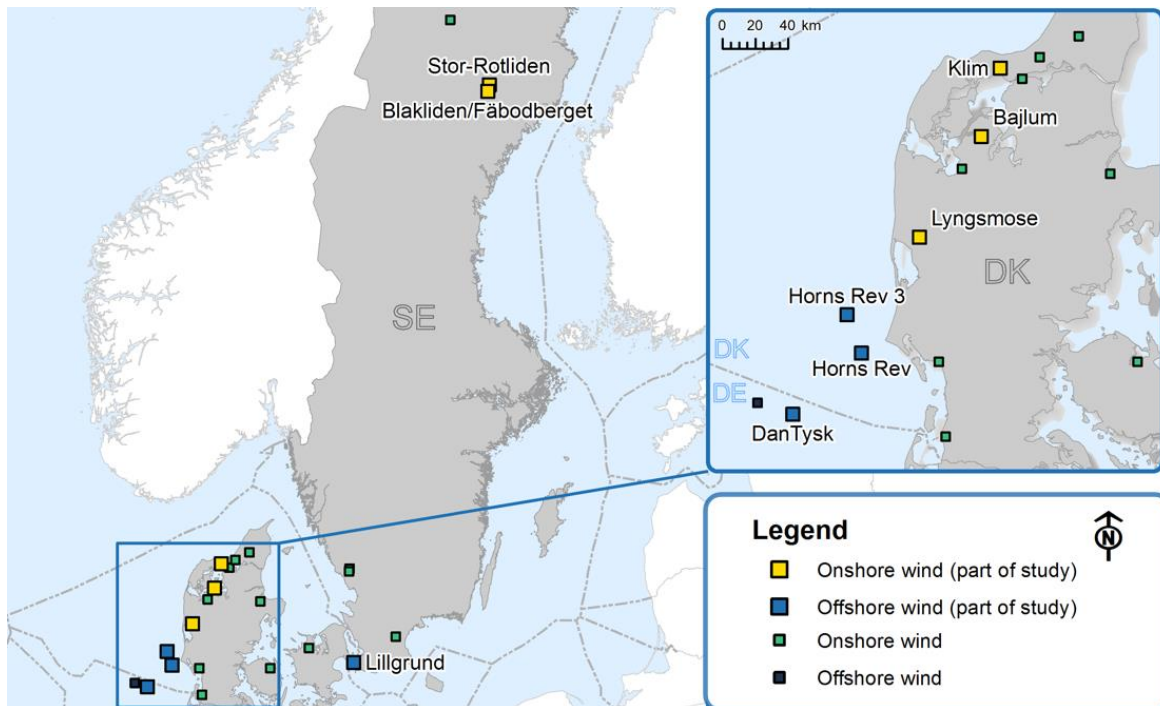 Stor-Rotliden
Blakliden/Fäbodberget
SE
Lillgrund
0 20 40 km
Klim
Bajlum
Lyngsmose
DK
Horns Rev 3
Horns Rev
DK
DE
DanTysk
Legend
N
Onshore wind (part of study)
Offshore wind (part of study)
Onshore wind
Offshore wind